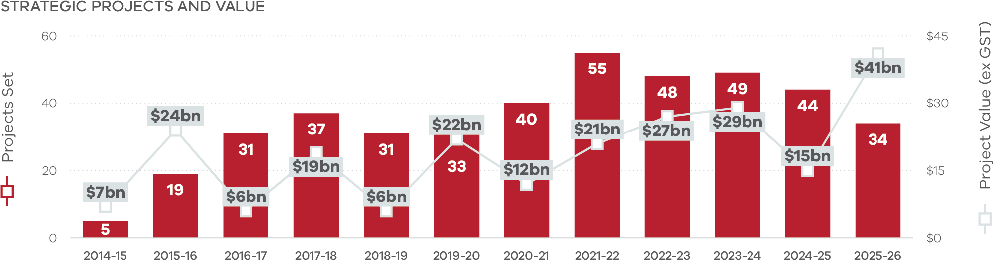 STRATEGIC PROJECTS AND VALUE
Projects Set
60
40
20
0
$7bn
$24bn
$6bn
$19bn
$6bn
$22bn
$12bn
$21bn
$27bn
$29bn
$15bn
$41bn
5
19
31
37
31
33
40
55
48
49
44
34
$45
$30
$15
$0
Project Value (ex GST)
2014-15 2015-16 2016-17 2017-18 2018-19 2019-20 2020-21 2021-22 2022-23 2023-24 2024-25 2025-26